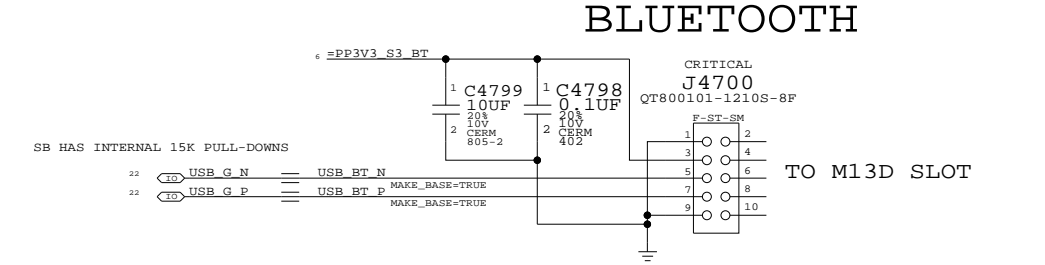 BLUETOOTH
6 =PP3V3_S3_BT
CRITICAL
J4700
QT800101-1210S-8F
F-ST-SM
1 C4799
10UF
20%
10V
2 CERM
805-2
1 C4798
0.1UF
20%
10V
2 CERM
402
1 2
3 4
5 6
7 8
9 10
TO M13D SLOT
SB HAS INTERNAL 15K PULL-DOWNS
22 IO USB_G_N USB_BT_N
MAKE_BASE=TRUE
22 IO USB_G_P USB_BT_P
MAKE_BASE=TRUE